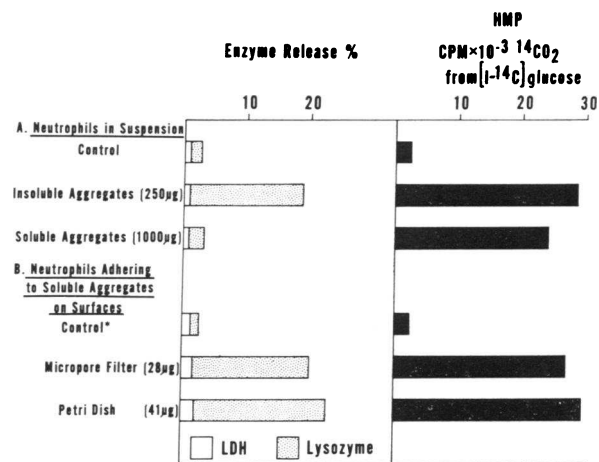 HMP
Enzyme Release %
CPM×10⁻³ ¹⁴CO₂
from[I-¹⁴C]glucose
10 20 10 20 30
A. Neutrophils in Suspension
Control
Insoluble Aggregates (250µg)
Soluble Aggregates (1000µg)
B. Neutrophils Adhering
to Soluble Aggregates
on Surfaces
Control*
Micropore Filter (28µg)
Petri Dish (41µg)
LDH Lysozyme